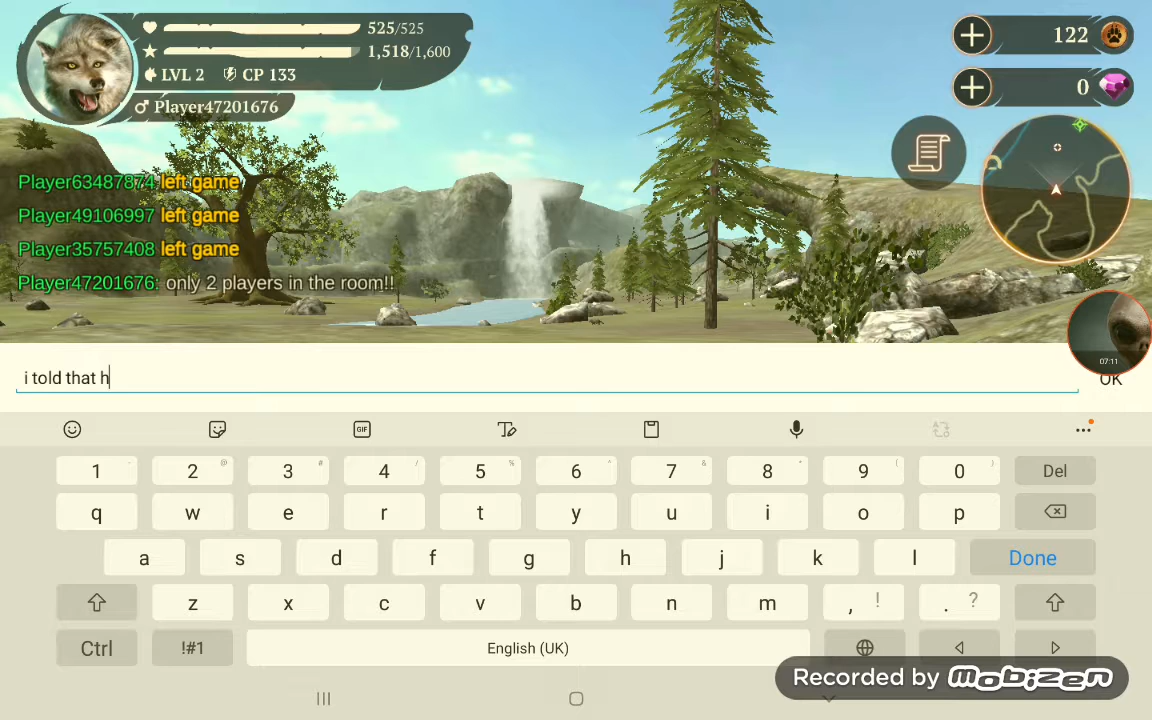 525/525
1,518/1,600
LVL 2 CP 133
Player47201676
122
0
Player63487874 left game
Player49106997 left game
Player35757408 left game
Player47201676: only 2 players in the room!!
07:11
i told that h
OK
GIF
1 2 3 4 5 6 7 8 9 0 Del
q w e r t y u i o p
a s d f g h j k l Done
z x c v b n m , ! . ?
Ctrl !#1 English (UK)
Recorded by Mobizen